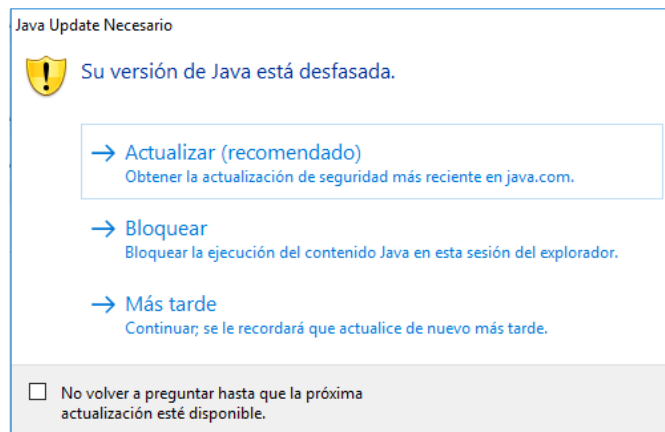 Java Update Necesario
Su versión de Java está desfasada.
Actualizar (recomendado)
Obtener la actualización de seguridad más reciente en java.com.
Bloquear
Bloquear la ejecución del contenido Java en esta sesión del explorador.
Más tarde
Continuar; se le recordará que actualice de nuevo más tarde.
No volver a preguntar hasta que la próxima
actualización esté disponible.